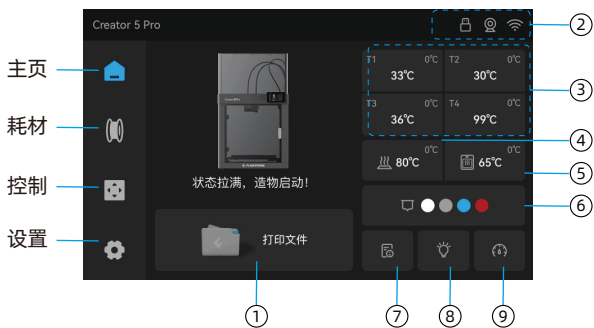 Creator 5 Pro
②
主页
耗材
控制
设置
T1 0℃ T2 0℃
33℃ 30℃
③
T3 0℃ T4 0℃
36℃ 99℃
④
0℃ 0℃
80℃ 65℃
⑤
⑥
状态拉满，造物启动！
打印文件
①
⑦
⑧
⑨